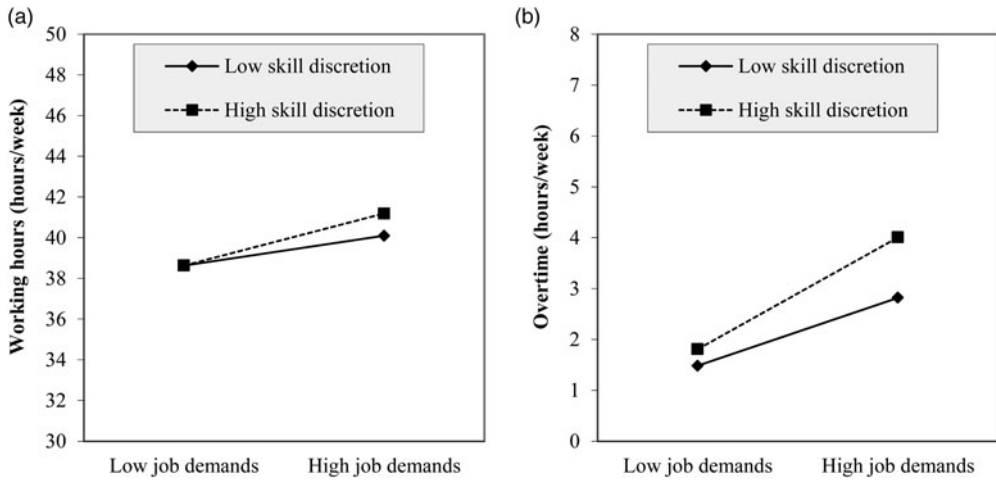 (a)
50
48
46
44
42
40
38
36
34
32
30
Working hours (hours/week)
Low skill discretion
High skill discretion
Low job demands
High job demands
(b)
8
7
6
5
4
3
2
1
0
Overtime (hours/week)
Low skill discretion
High skill discretion
Low job demands
High job demands